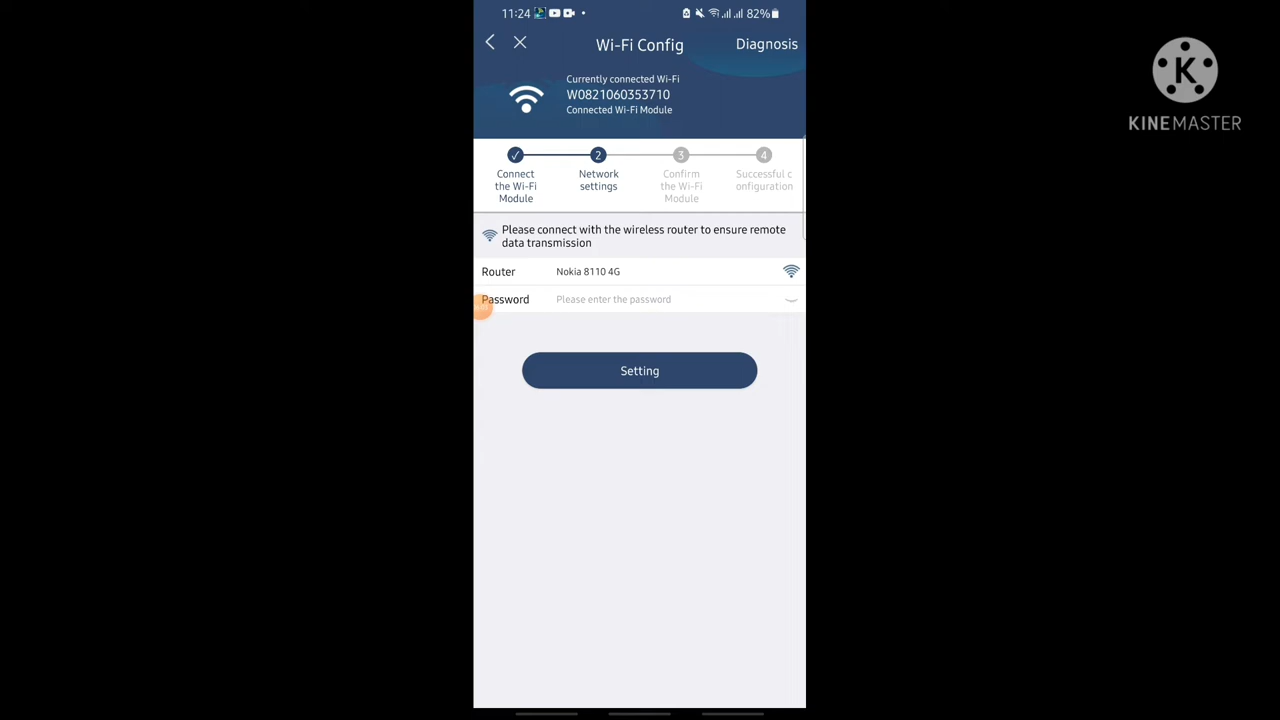 11:24
82%
Wi-Fi Config
Diagnosis
Currently connected Wi-Fi
W0821060353710
Connected Wi-Fi Module
2
3
4
Connect
the Wi-Fi
Module
Network
settings
Confirm
the Wi-Fi
Module
Successful c
onfiguration
Please connect with the wireless router to ensure remote
data transmission
Router
Nokia 8110 4G
Password
Please enter the password
Setting
K
KINEMASTER